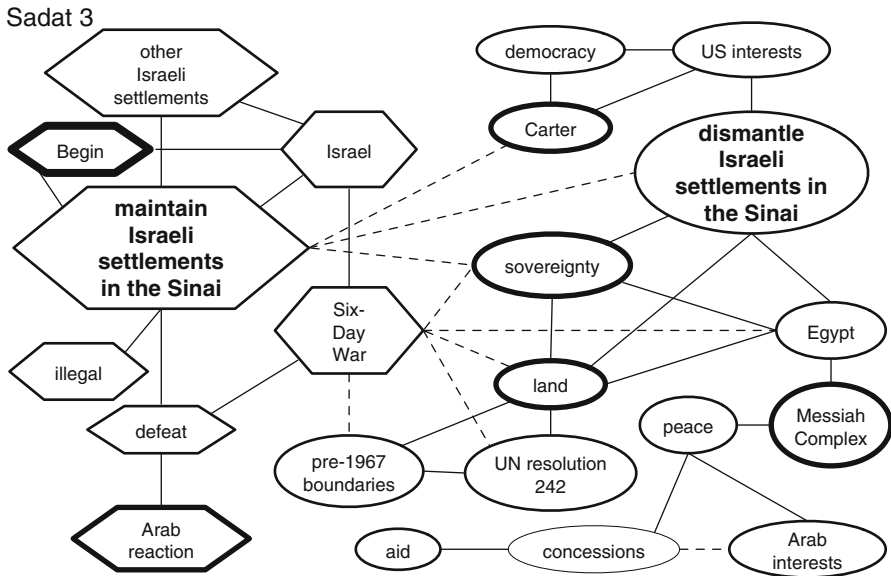 Sadat 3
other
Israeli
settlements
democracy
US interests
Begin
Israel
Carter
dismantle
Israeli
settlements in
the Sinai
maintain
Israeli
settlements
in the Sinai
sovereignty
Six-
Day
War
Egypt
illegal
land
defeat
peace
Messiah
Complex
pre-1967
boundaries
UN resolution
242
Arab
reaction
aid
concessions
Arab
interests